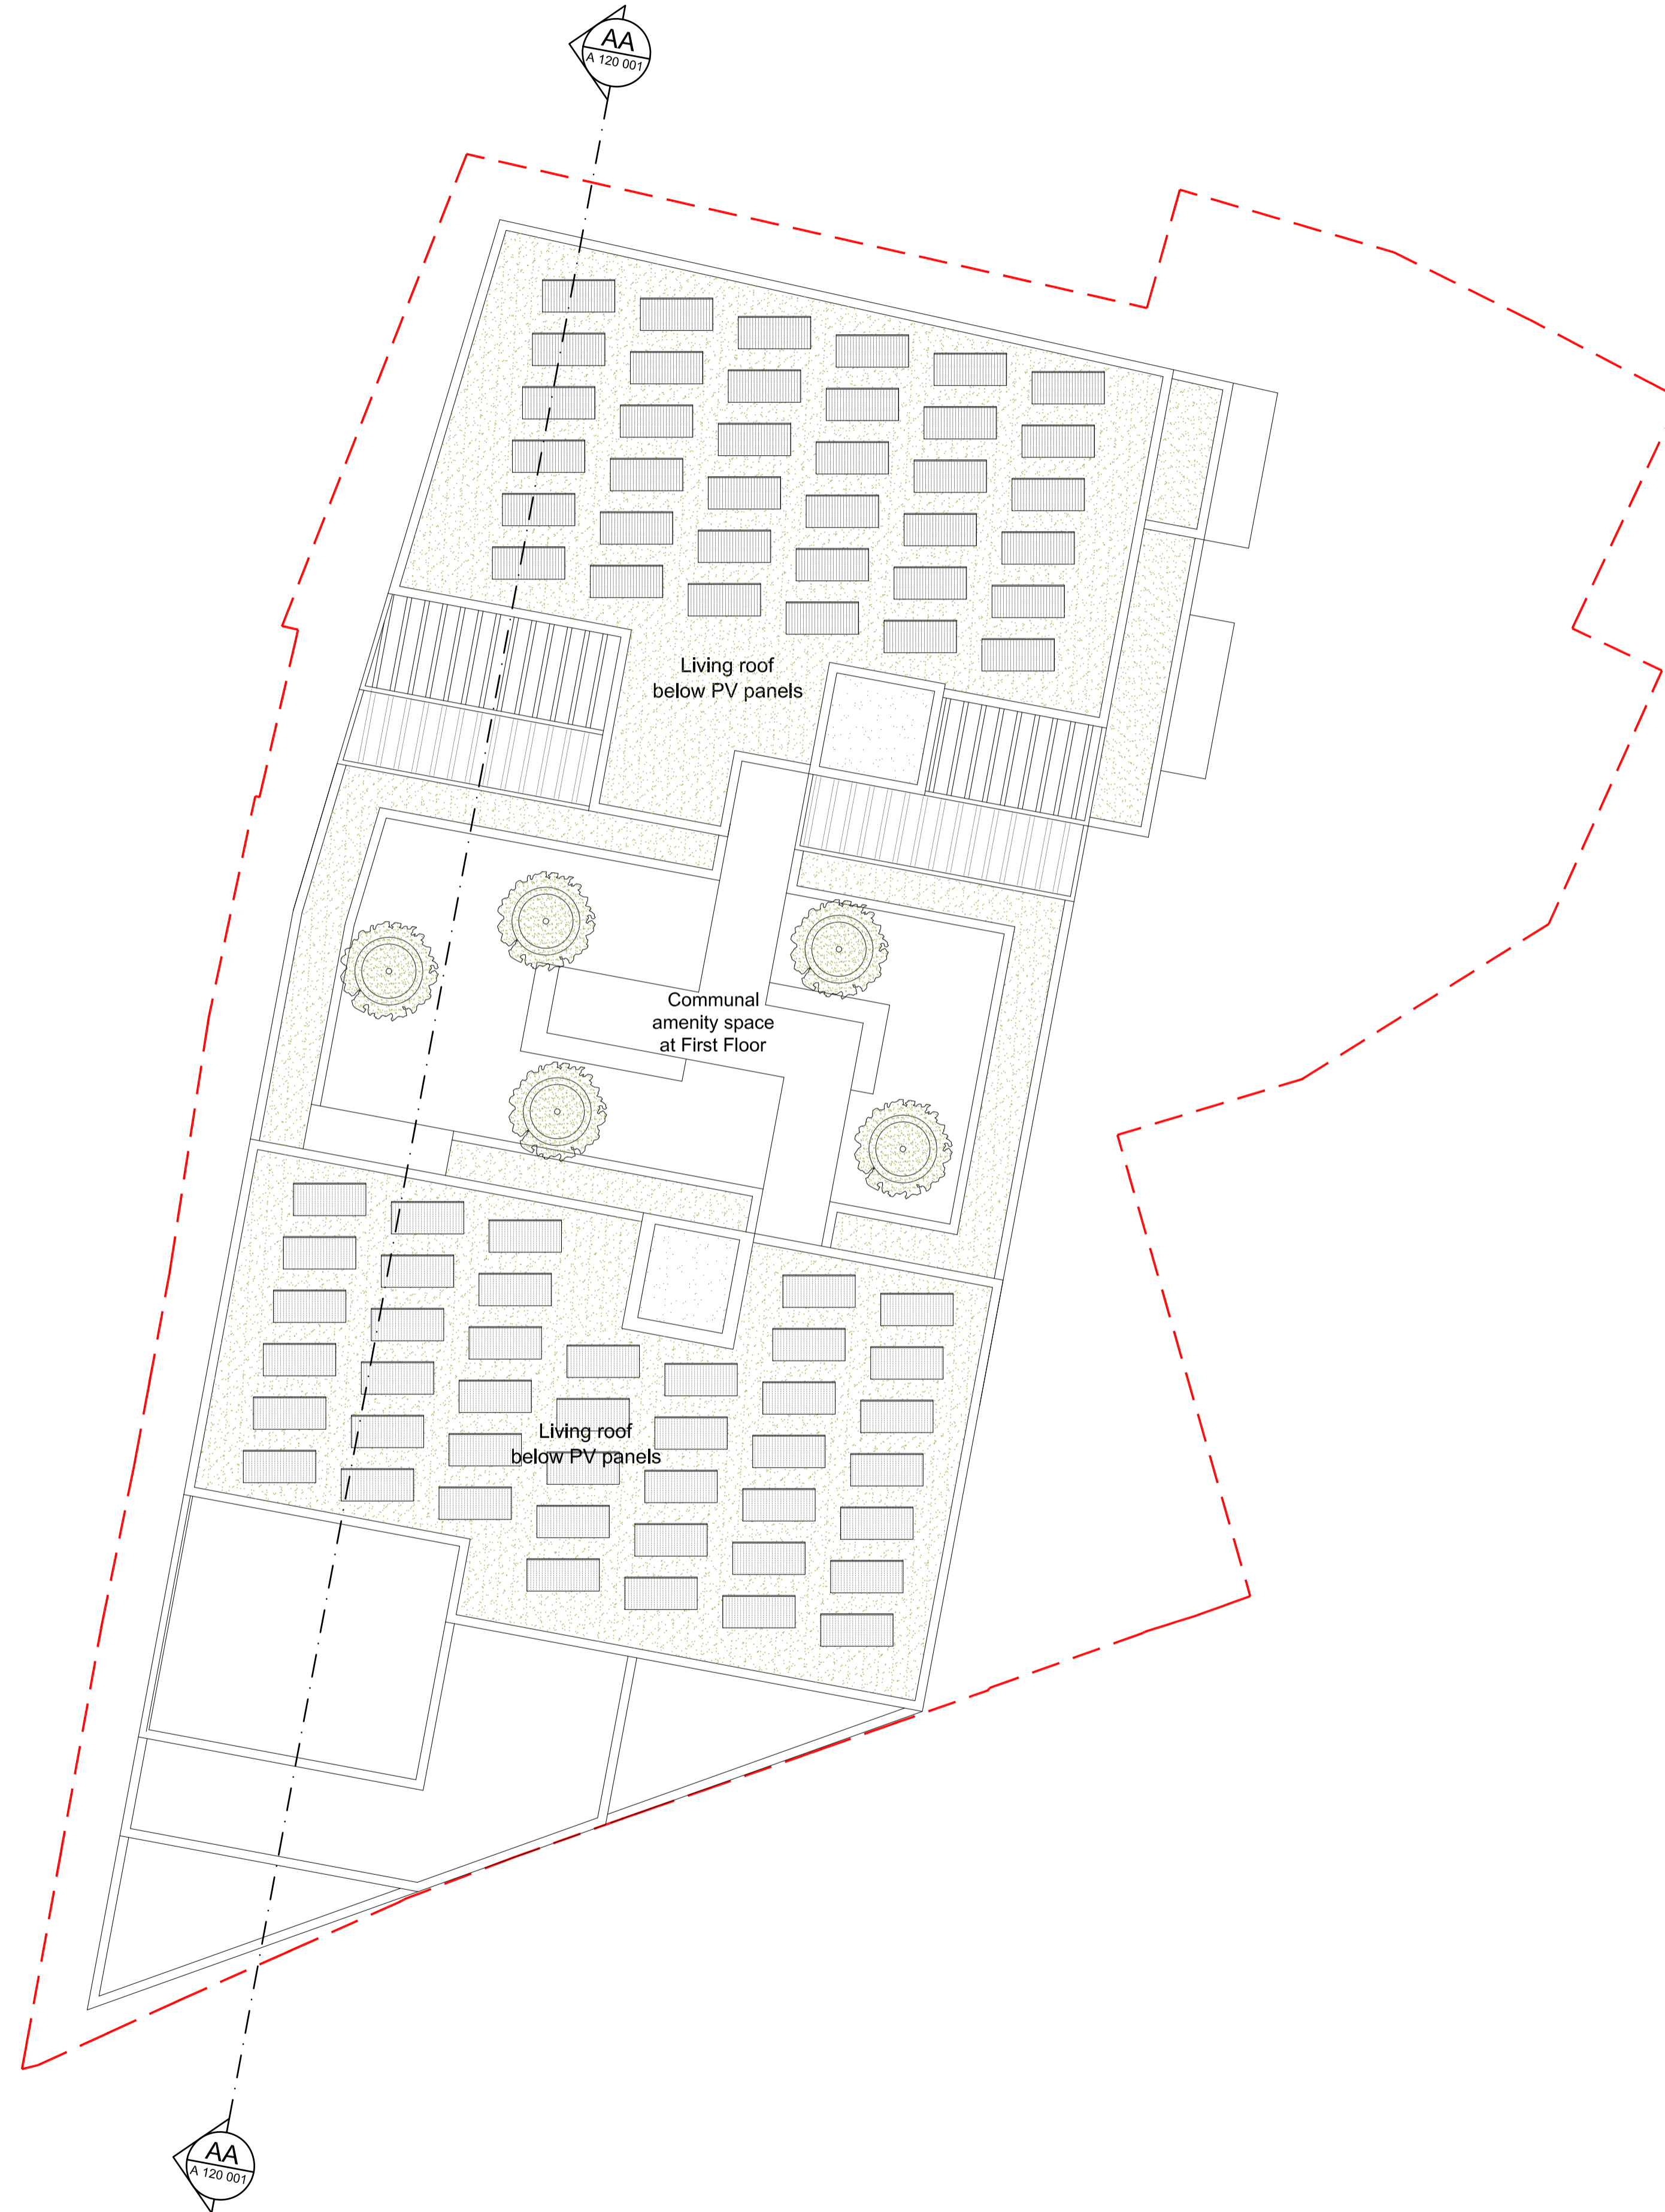 AA
A 120 001
Living roof
below PV panels
Communal
amenity space
at First Floor
Living roof
below PV panels
AA
A 120 001